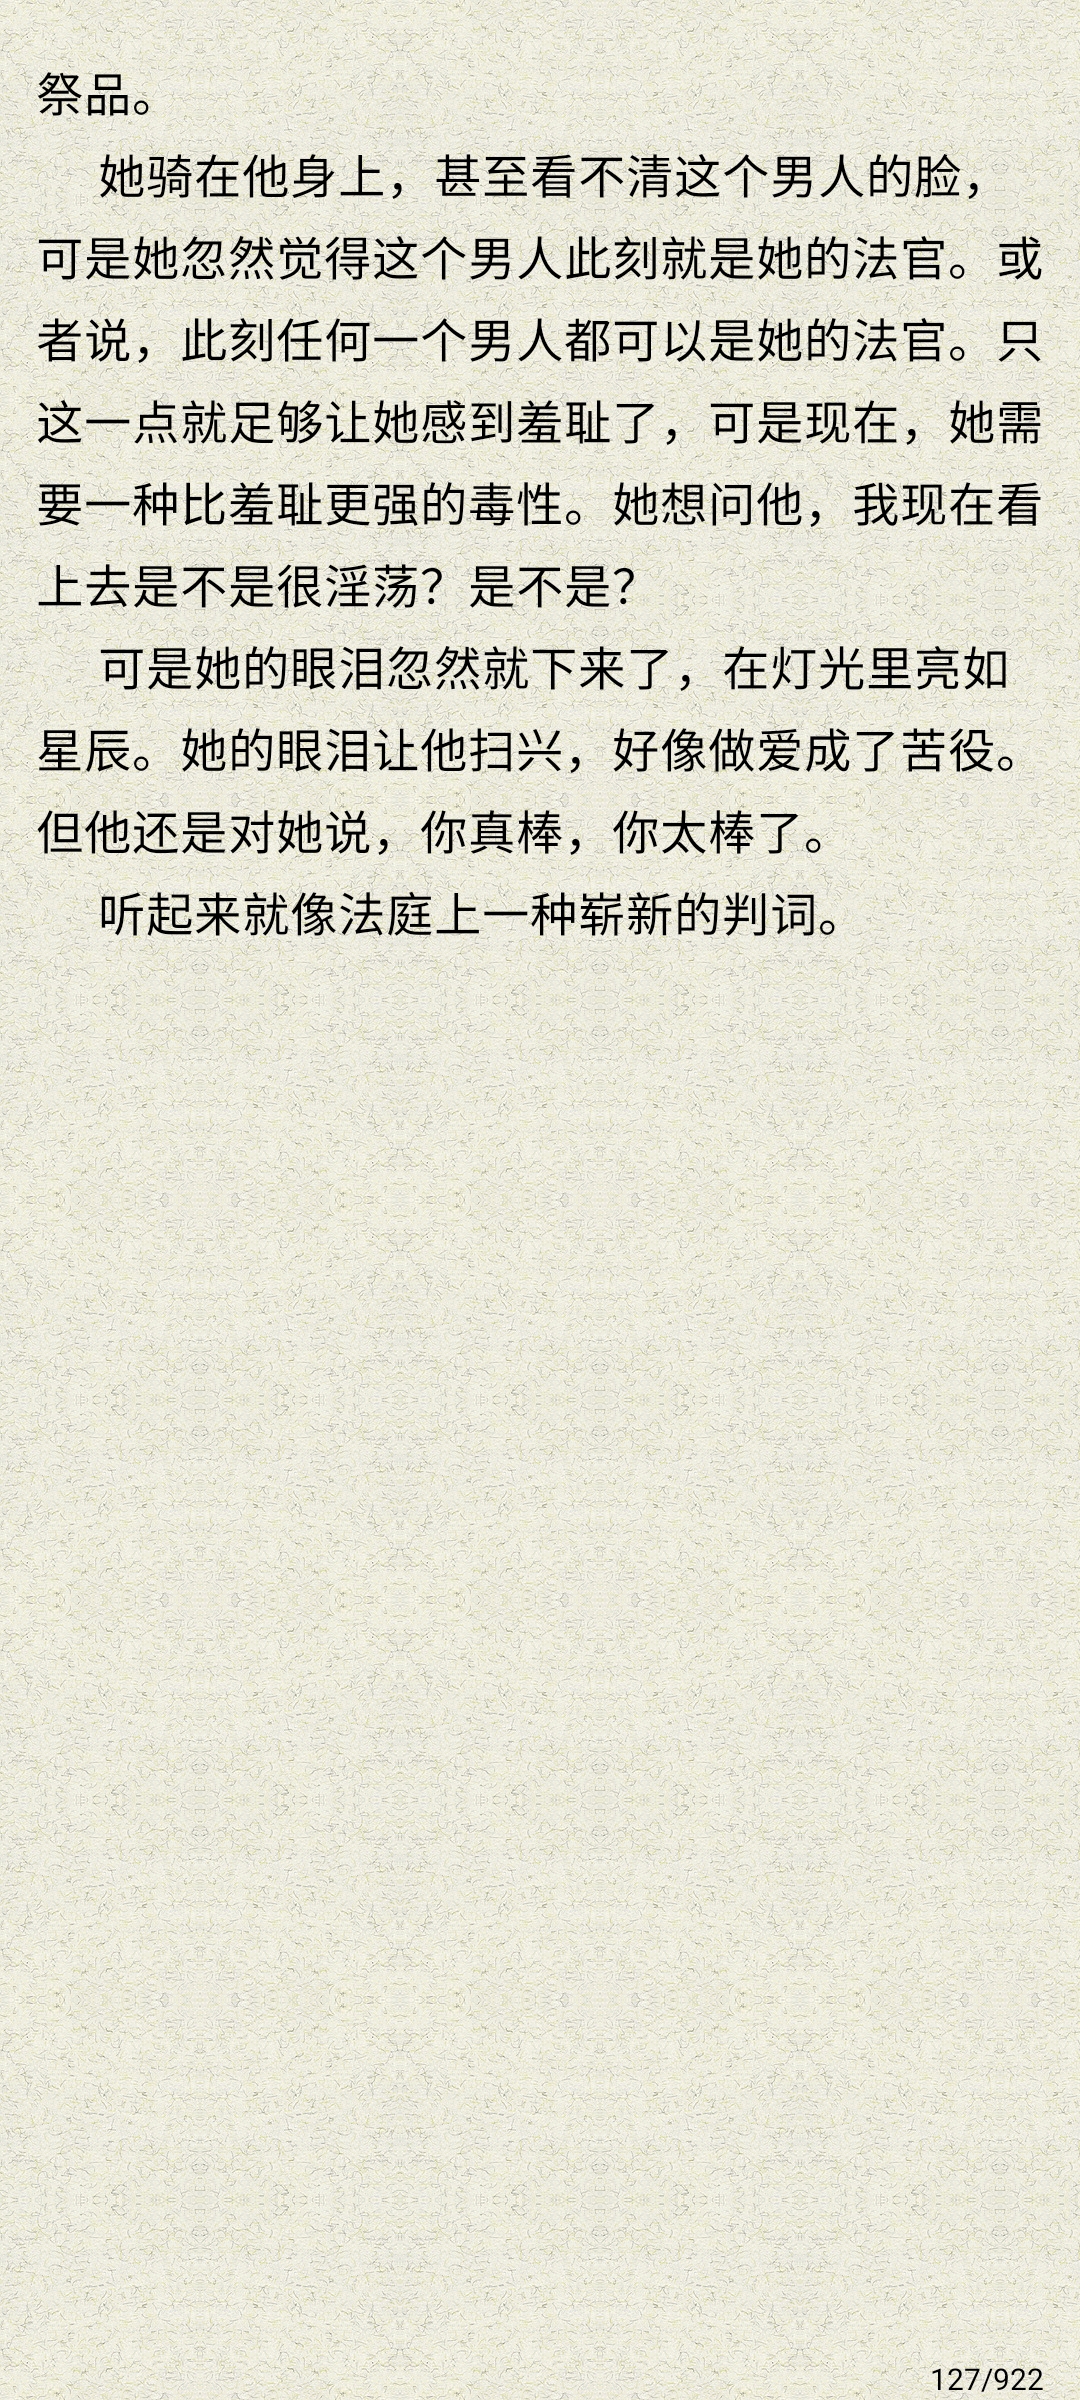 祭品。
她骑在他身上，甚至看不清这个男人的脸，
可是她忽然觉得这个男人此刻就是她的法官。或
者说，此刻任何一个男人都可以是她的法官。只
这一点就足够让她感到羞耻了，可是现在，她需
要一种比羞耻更强的毒性。她想问他，我现在看
上去是不是很淫荡？是不是？
可是她的眼泪忽然就下来了，在灯光里亮如
星辰。她的眼泪让他扫兴，好像做爱成了苦役。
但他还是对她说，你真棒，你太棒了。
听起来就像法庭上一种崭新的判词。
127/922